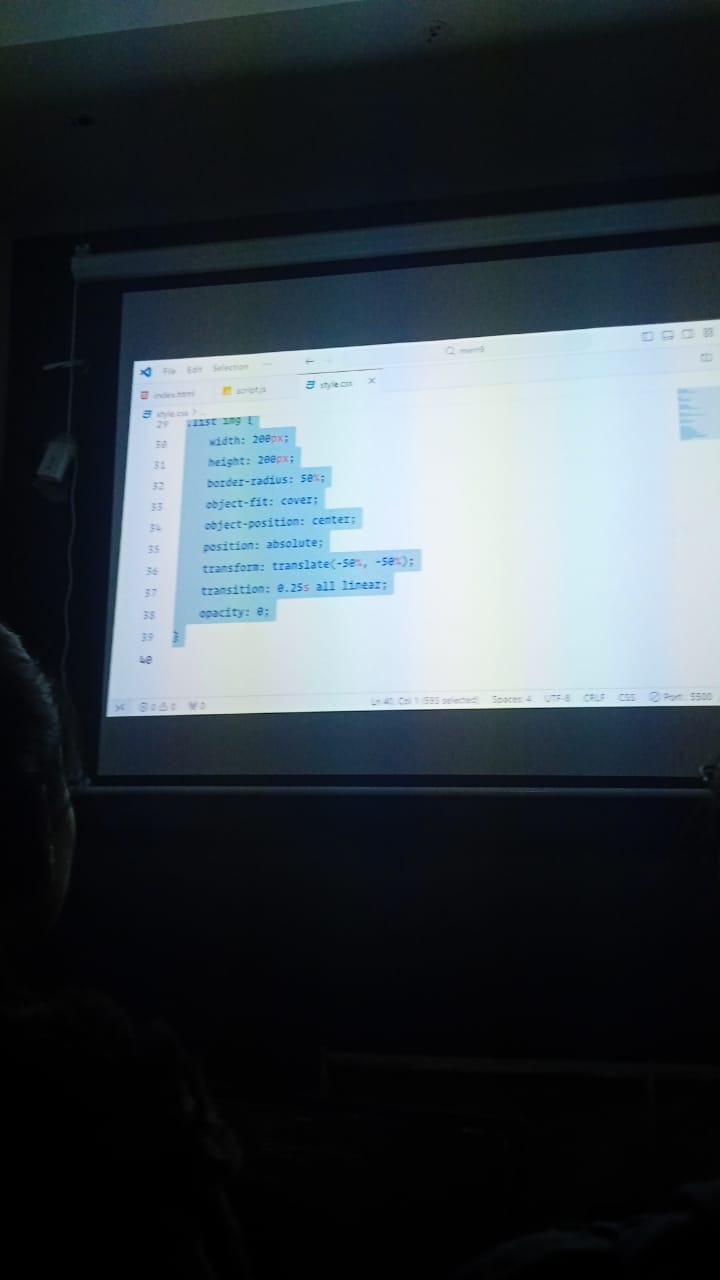 File Edit Selection ...
index.html script.js style.css
style.css > ...
29 .list img {
30 width: 200px;
31 height: 200px;
32 border-radius: 50%;
33 object-fit: cover;
34 object-position: center;
35 position: absolute;
36 transform: translate(-50%, -50%);
37 transition: 0.25s all linear;
38 opacity: 0;
39 }
40
0 0 0 Ln 40, Col 1 (593 selected) Spaces: 4 UTF-8 CRLF CSS Port : 5500